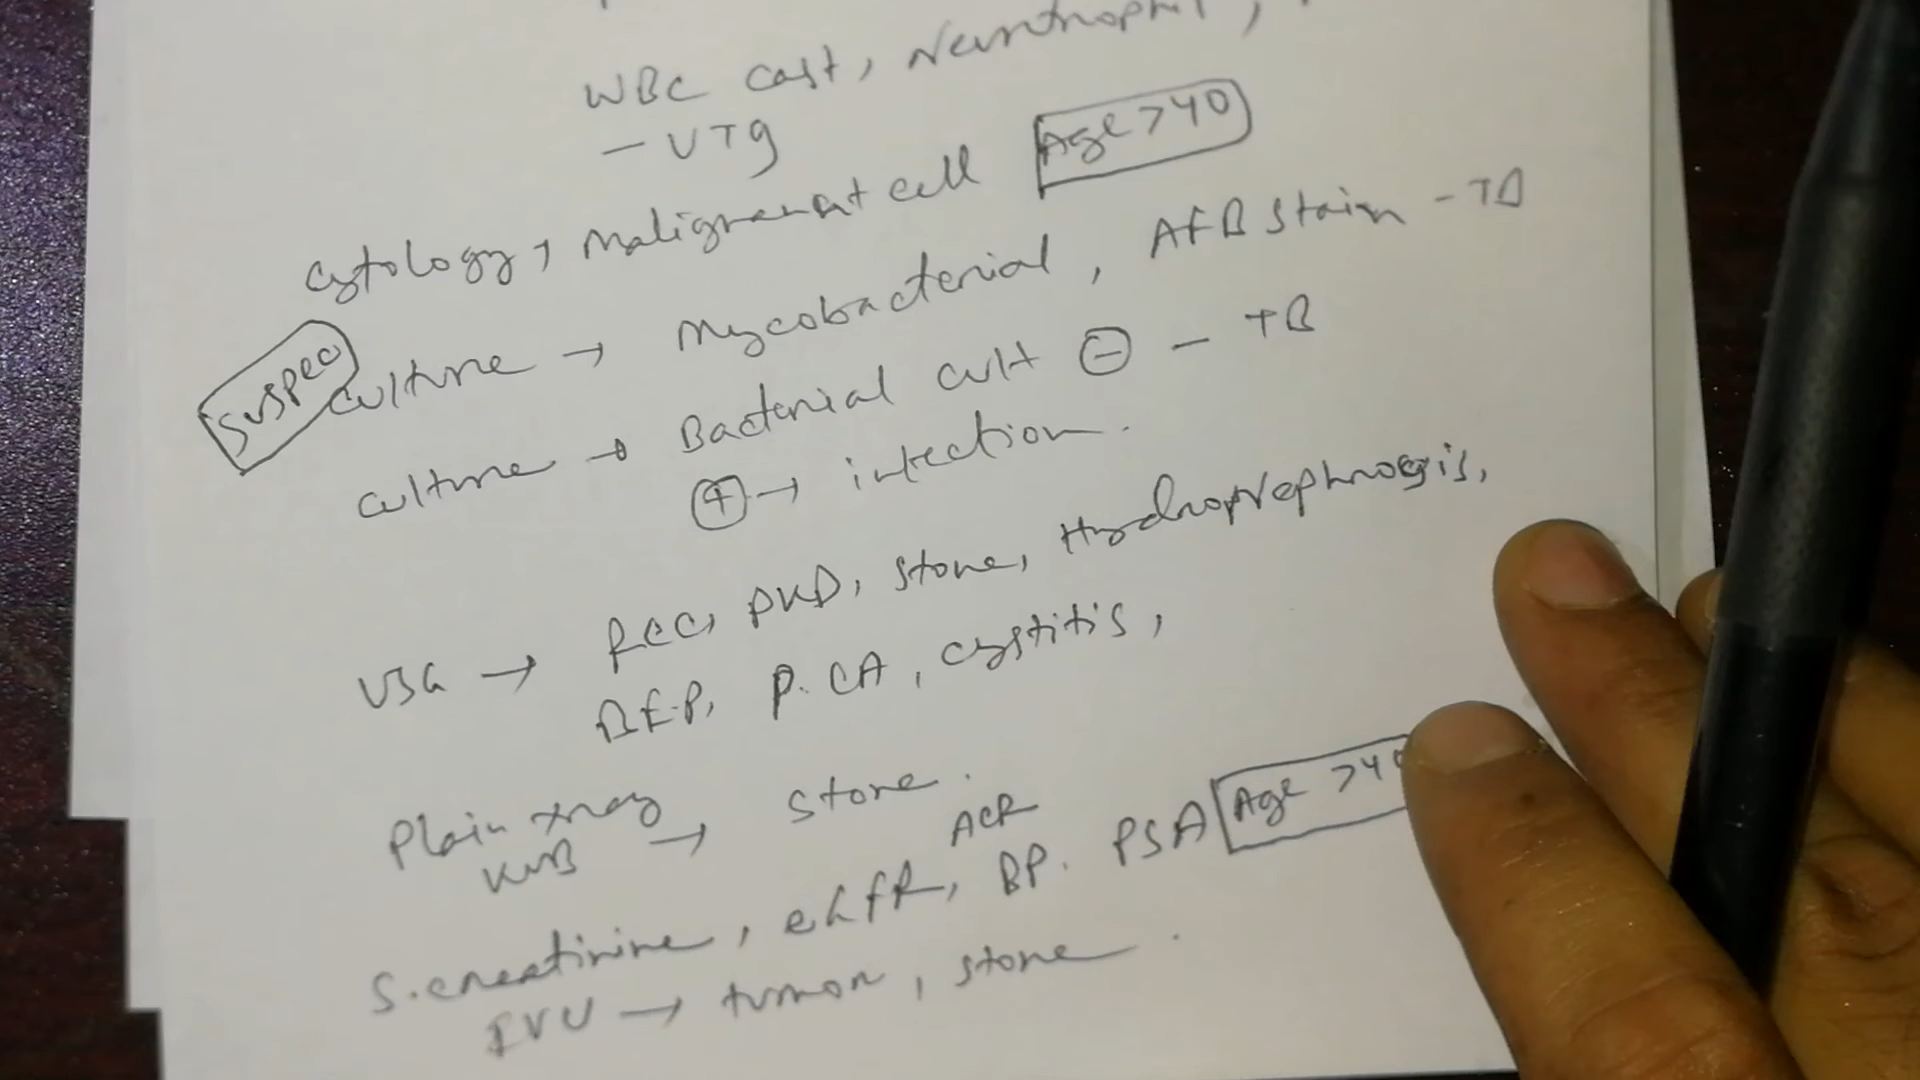 WBC cast, Neutrophil,
- UTI
Cytology, Malignanat cell Age >40
Suspec culture → Mycobacterial, AFB Stain - TB
culture → Bacterial cult ⊖ - TB
⊕ → infection.
USG → RCC, PKD, stone, Hydronephrosis,
BEP, P. CA, cystitis,
Plain xray → stone.
KUB
ACR
S. creatinine, eGFR, BP. PSA Age >40
IVU → tumor, stone.